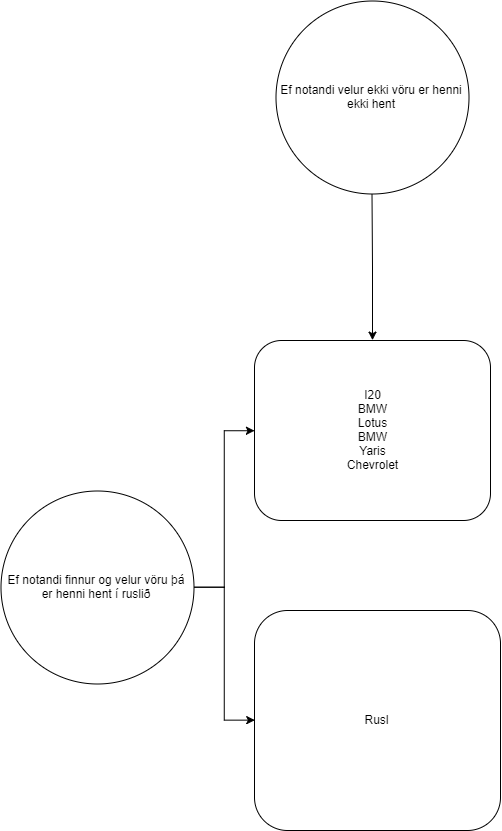 Ef notandi velur ekki vöru er henni
ekki hent
I20
BMW
Lotus
BMW
Yaris
Chevrolet
Ef notandi finnur og velur vöru þá
er henni hent í ruslið
Rusl